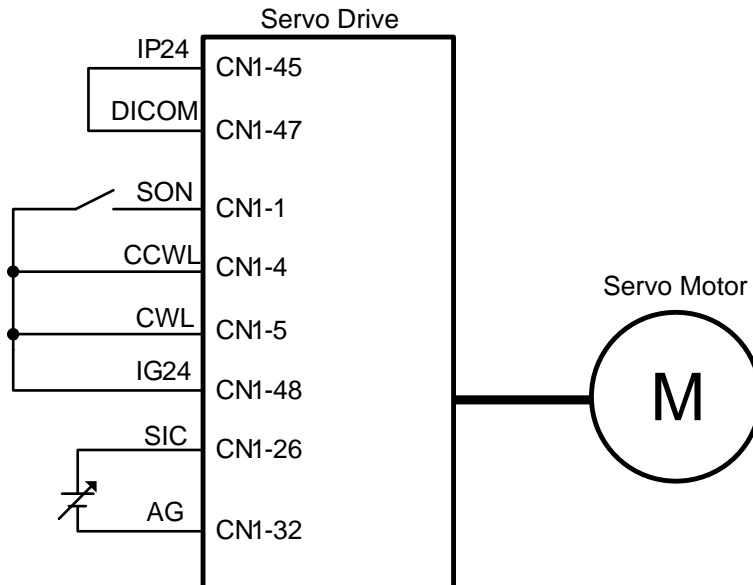 Servo Drive
IP24 CN1-45
DICOM CN1-47
SON CN1-1
CCWL CN1-4
CWL CN1-5
IG24 CN1-48
SIC CN1-26
AG CN1-32
Servo Motor
M